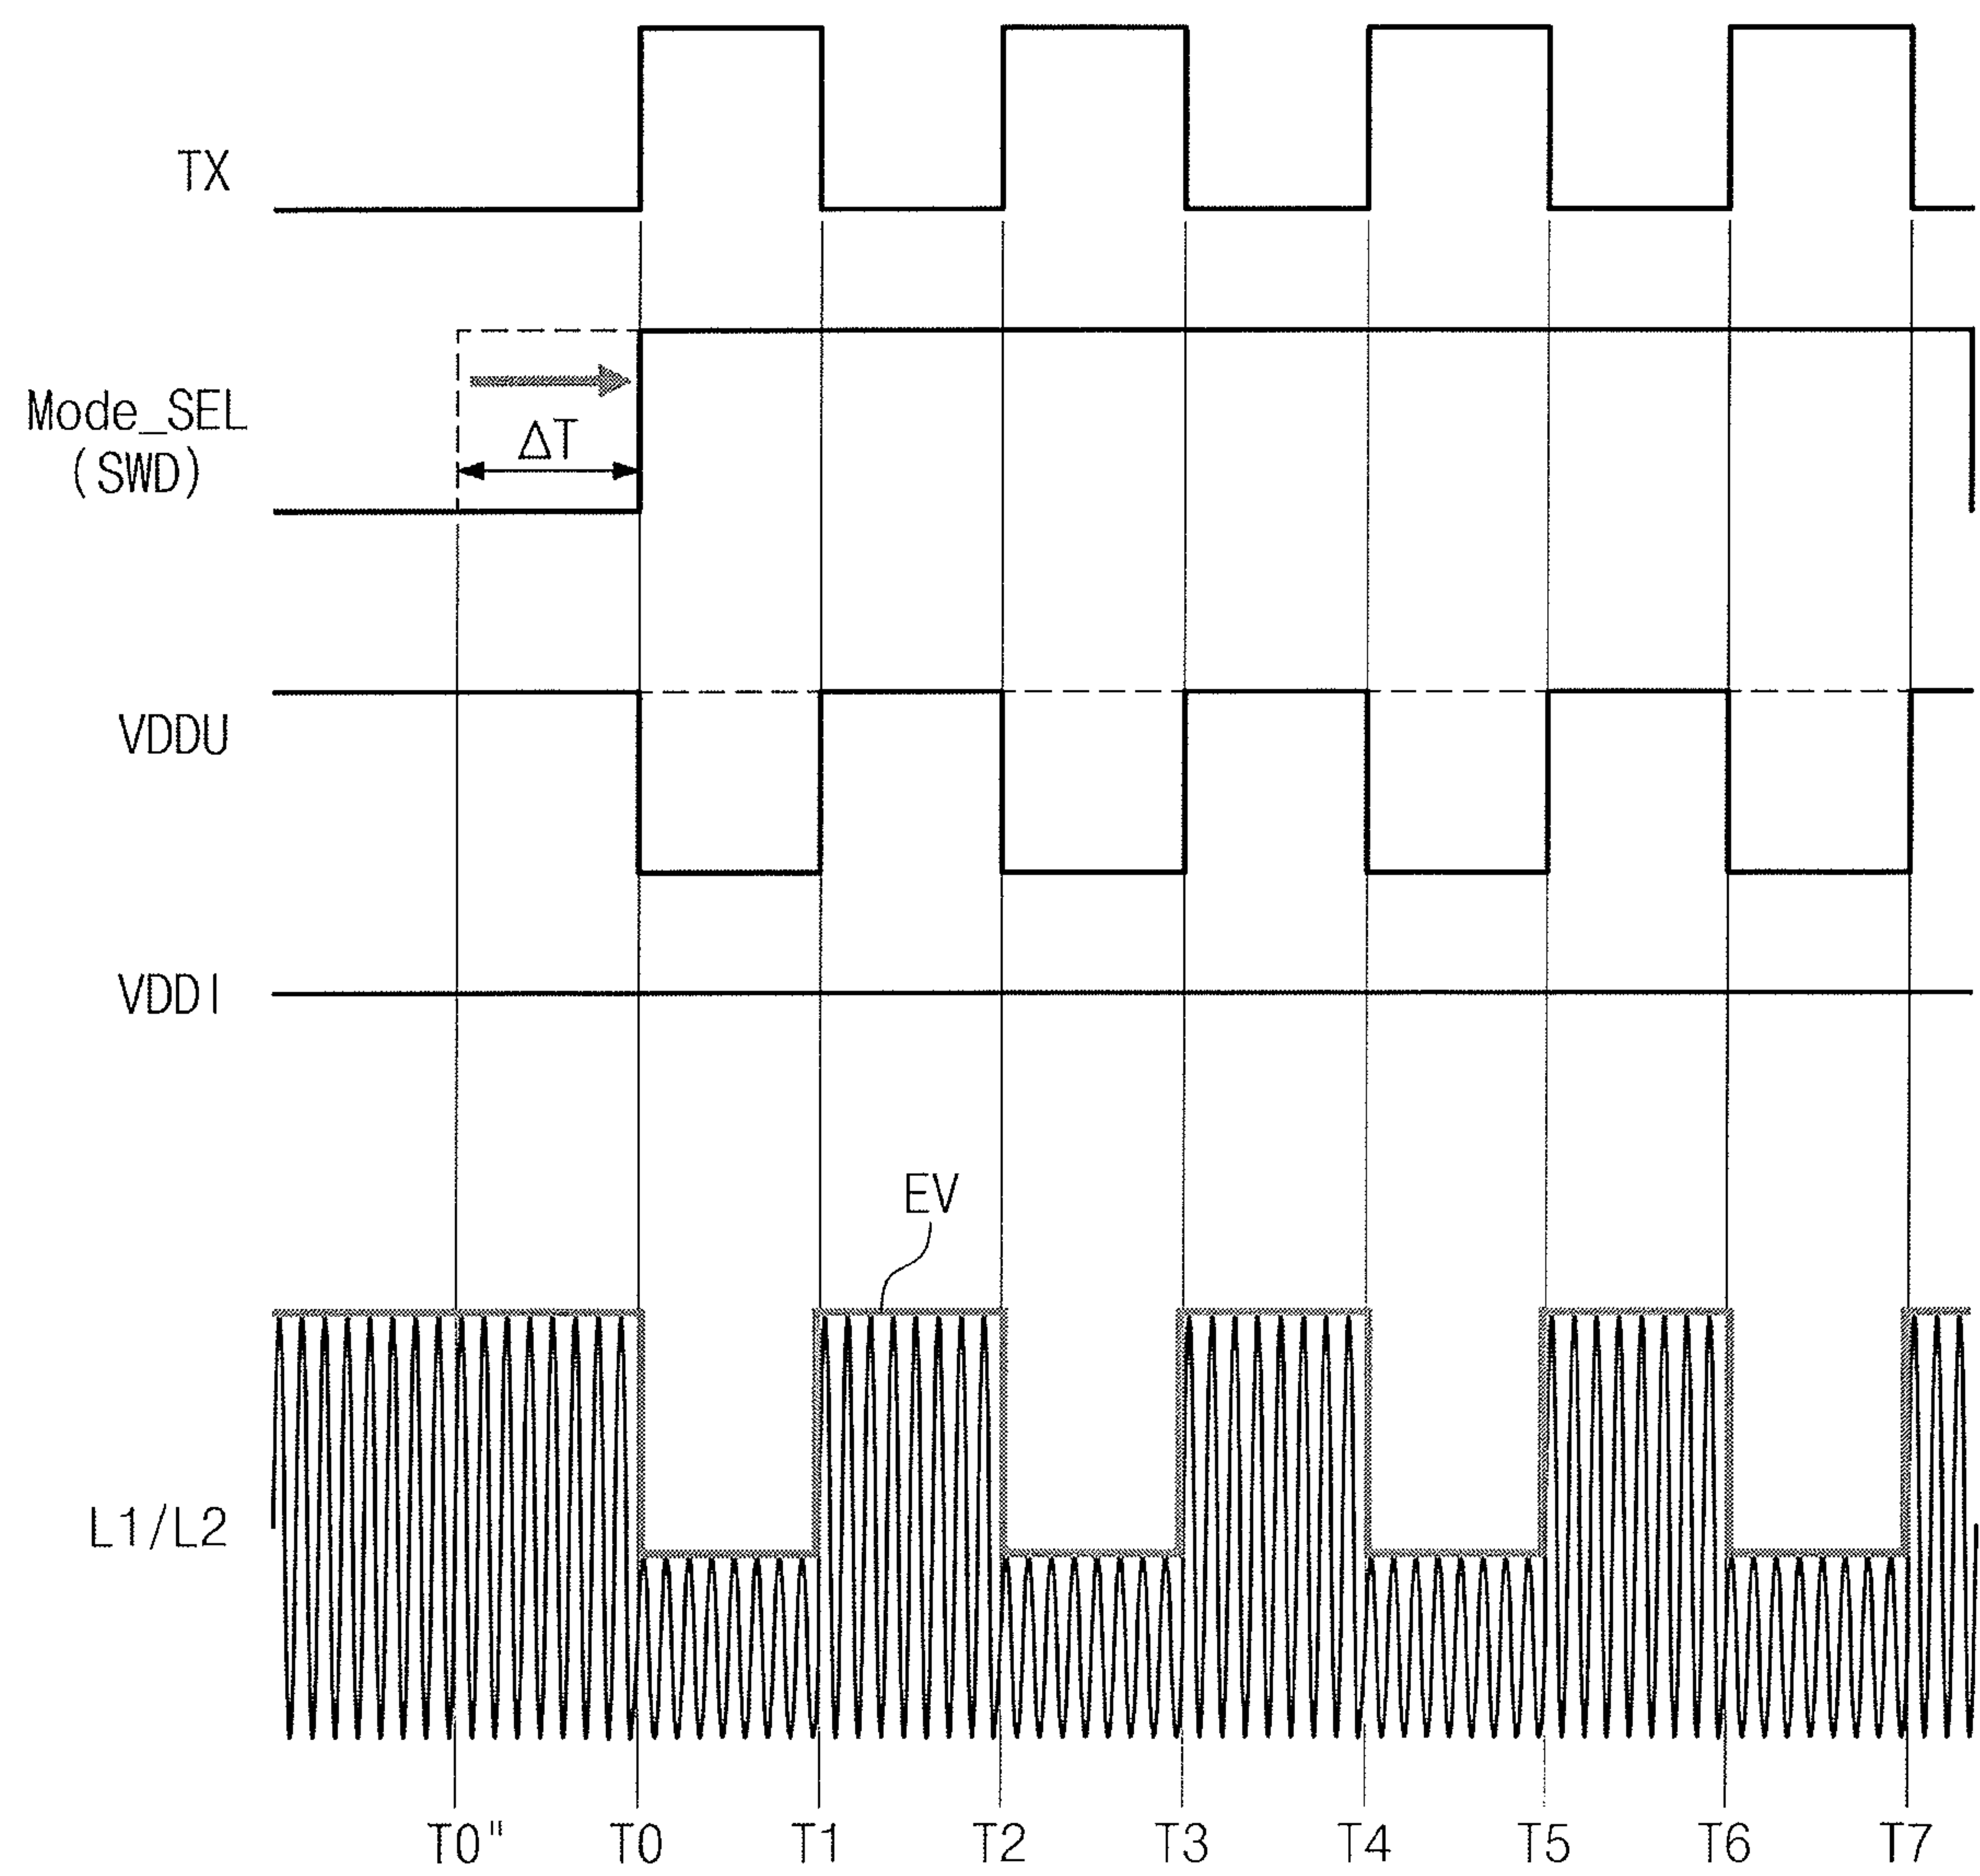 TX
Mode_SEL
(SWD)
ΔT
VDDU
VDDI
EV
L1/L2
T0" T0 T1 T2 T3 T4 T5 T6 T7